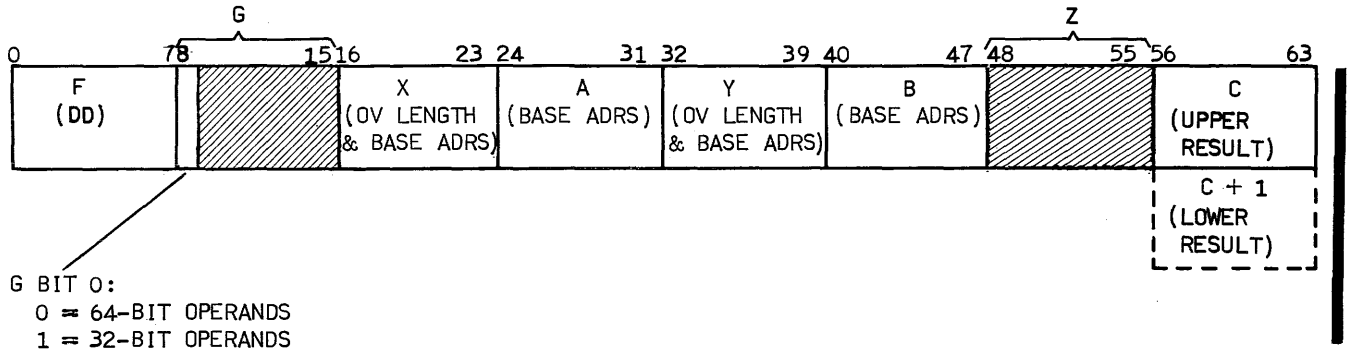 G Z
0 78 15 16 23 24 31 32 39 40 47 48 55 56 63
F X A Y B C
(DD) (OV LENGTH (BASE ADRS) (OV LENGTH (BASE ADRS) (UPPER
& BASE ADRS) & BASE ADRS) RESULT)
C + 1
(LOWER
RESULT)
G BIT 0:
0 = 64-BIT OPERANDS
1 = 32-BIT OPERANDS